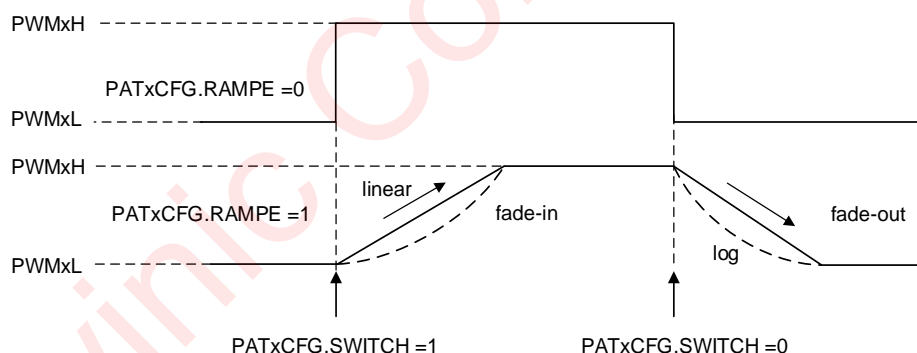 PWMxH
PATxCFG.RAMPE =0
PWMxL
PWMxH
linear
PATxCFG.RAMPE =1
fade-in
fade-out
log
PWMxL
PATxCFG.SWITCH =1
PATxCFG.SWITCH =0